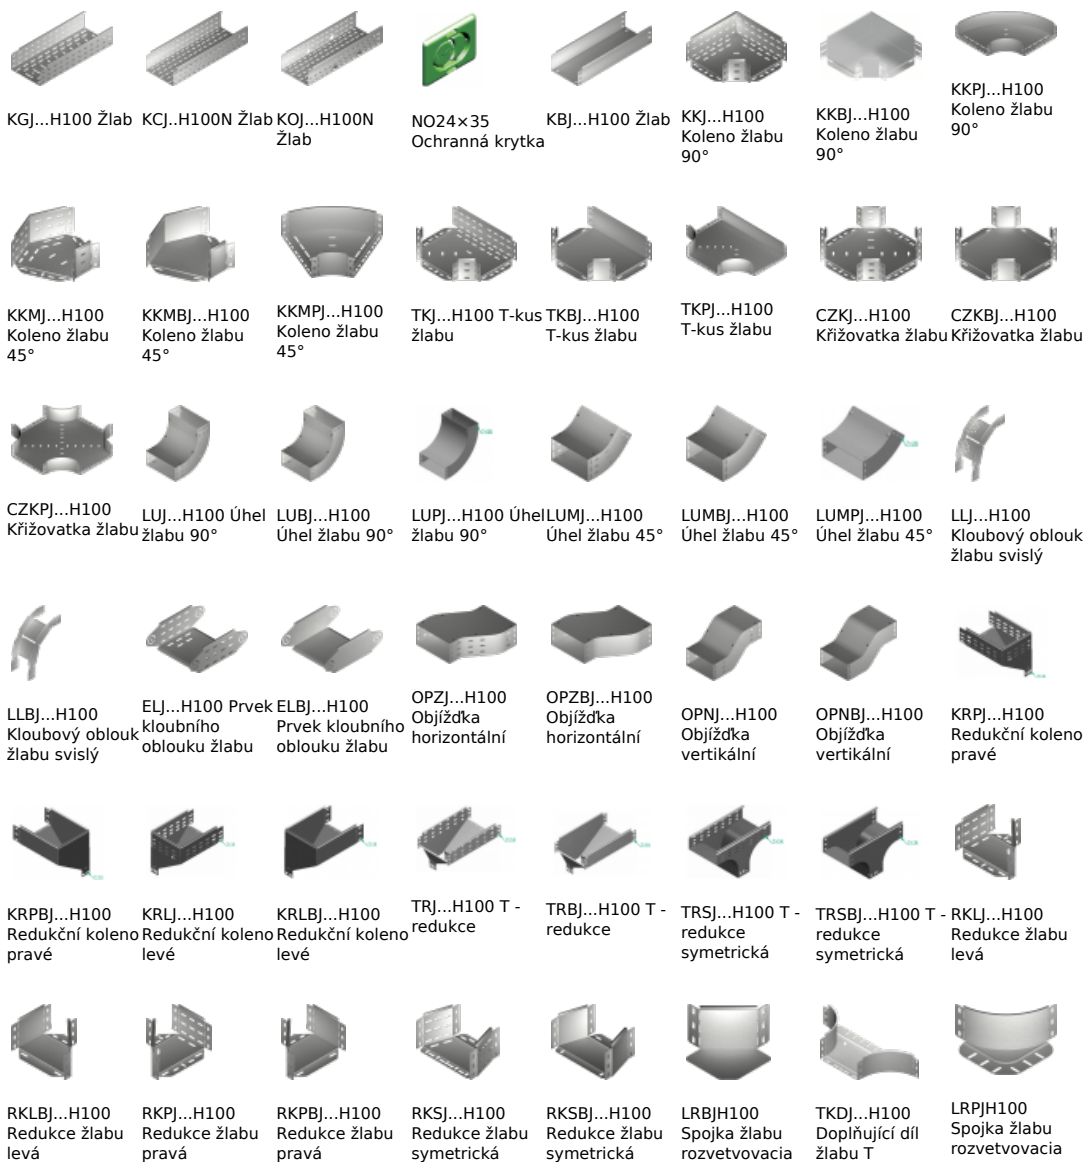 KGJ...H100 Žlab
KCJ..H100N Žlab
KOJ...H100N
Žlab
NO24×35
Ochranná krytka
KBJ...H100 Žlab
KKJ...H100
Koleno žlabu
90°
KKBJ...H100
Koleno žlabu
90°
KKPJ...H100
Koleno žlabu
90°
KKMJ...H100
Koleno žlabu
45°
KKMBJ...H100
Koleno žlabu
45°
KKMPJ...H100
Koleno žlabu
45°
TKJ...H100 T-kus
žlabu
TKBJ...H100
T-kus žlabu
TKPJ...H100
T-kus žlabu
CZKJ...H100
Křižovatka žlabu
CZKBJ...H100
Křižovatka žlabu
CZKPJ...H100
Křižovatka žlabu
LUJ...H100 Úhel
žlabu 90°
LUBJ...H100
Úhel žlabu 90°
LUPJ...H100 Úhel
žlabu 90°
LUMJ...H100
Úhel žlabu 45°
LUMBJ...H100
Úhel žlabu 45°
LUMPJ...H100
Úhel žlabu 45°
LLJ...H100
Kloubový oblouk
žlabu svislý
LLBJ...H100
Kloubový oblouk
žlabu svislý
ELJ...H100 Prvek
kloubního
oblouku žlabu
ELBJ...H100
Prvek kloubního
oblouku žlabu
OPZJ...H100
Objížďka
horizontální
OPZBJ...H100
Objížďka
horizontální
OPNJ...H100
Objížďka
vertikální
OPNBJ...H100
Objížďka
vertikální
KRPJ...H100
Redukční koleno
pravé
KRPBJ...H100
Redukční koleno
pravé
KRLJ...H100
Redukční koleno
levé
KRLBJ...H100
Redukční koleno
levé
TRJ...H100 T -
redukce
TRBJ...H100 T -
redukce
TRSJ...H100 T -
redukce
symetrická
TRSBJ...H100 T -
redukce
symetrická
RKLJ...H100
Redukce žlabu
levá
RKLBJ...H100
Redukce žlabu
levá
RKPJ...H100
Redukce žlabu
pravá
RKPBJ...H100
Redukce žlabu
pravá
RKSJ...H100
Redukce žlabu
symetrická
RKSBJ...H100
Redukce žlabu
symetrická
LRBJH100
Spojka žlabu
rozvetvovacia
TKDJ...H100
Doplňující díl
žlabu T
LRPJH100
Spojka žlabu
rozvetvovacia